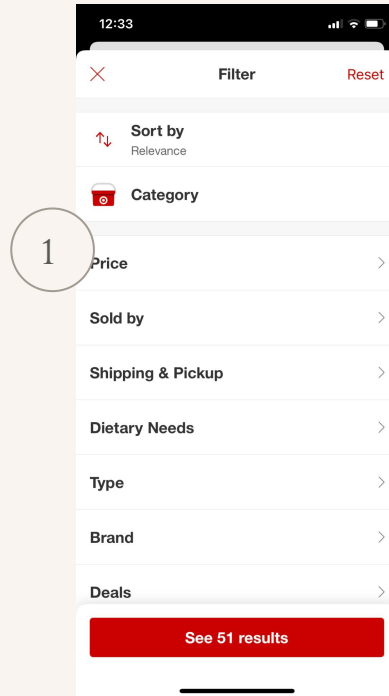 12:33
Filter
Reset
Sort by
Relevance
Category
1
Price
Sold by
Shipping & Pickup
Dietary Needs
Type
Brand
Deals
See 51 results